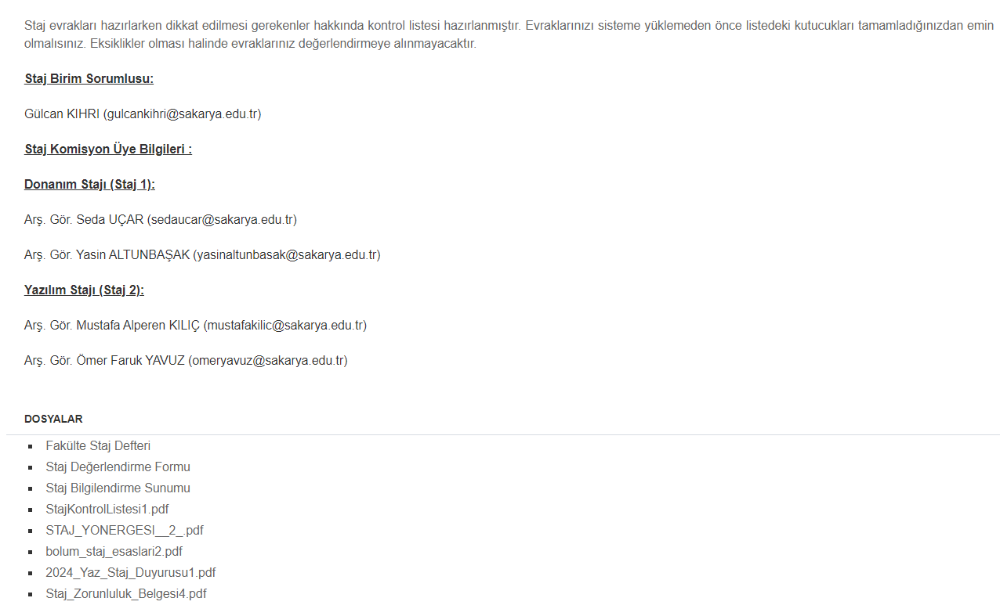 Staj evrakları hazırlarken dikkat edilmesi gerekenler hakkında kontrol listesi hazırlanmıştır. Evraklarınızı sisteme yüklemeden önce listedeki kutucukları tamamladığınızdan emin
olmalısınız. Eksiklikler olması halinde evraklarınız değerlendirmeye alınmayacaktır.
Staj Birim Sorumlusu:
Gülcan KIHRI (gulcankihri@sakarya.edu.tr)
Staj Komisyon Üye Bilgileri :
Donanım Stajı (Staj 1):
Arş. Gör. Seda UÇAR (sedaucar@sakarya.edu.tr)
Arş. Gör. Yasin ALTUNBAŞAK (yasinaltunbasak@sakarya.edu.tr)
Yazılım Stajı (Staj 2):
Arş. Gör. Mustafa Alperen KILIÇ (mustafakilic@sakarya.edu.tr)
Arş. Gör. Ömer Faruk YAVUZ (omeryavuz@sakarya.edu.tr)
DOSYALAR
Fakülte Staj Defteri
Staj Değerlendirme Formu
Staj Bilgilendirme Sunumu
StajKontrolListesi1.pdf
STAJ_YONERGESI__2_.pdf
bolum_staj_esaslari2.pdf
2024_Yaz_Staj_Duyurusu1.pdf
Staj_Zorunluluk_Belgesi4.pdf